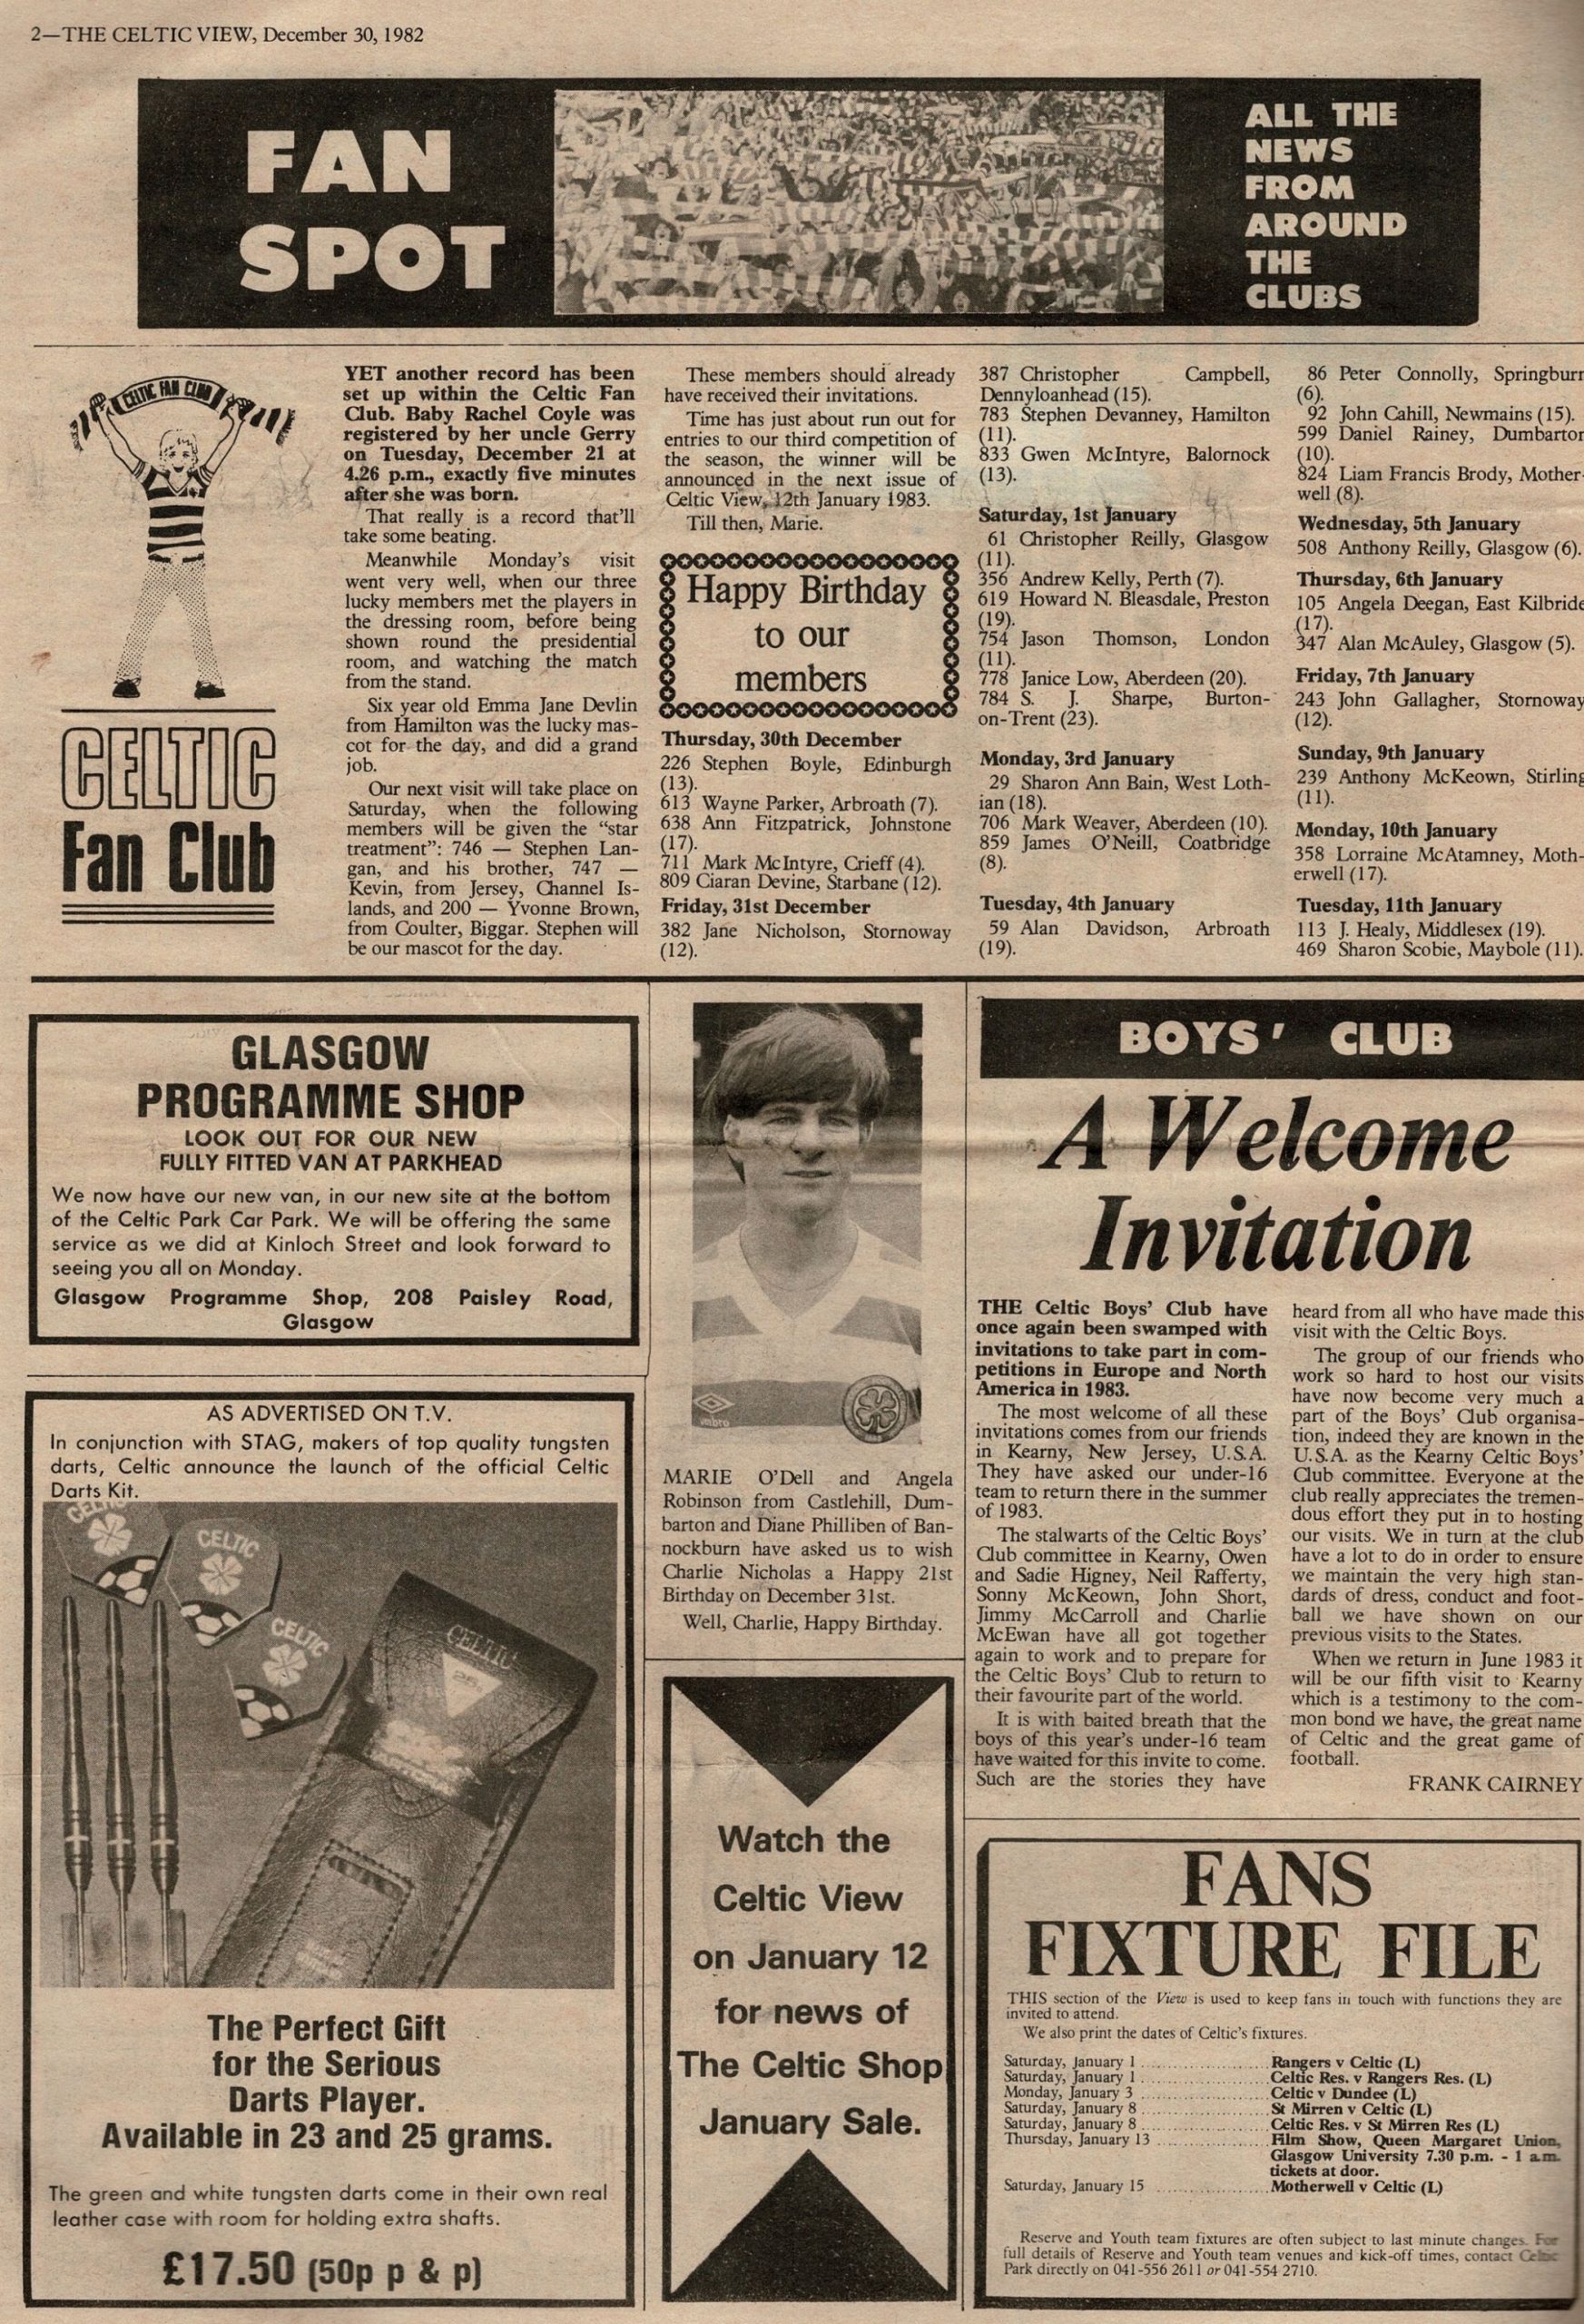 2—THE CELTIC VIEW, December 30, 1982
FAN
SPOT
ALL THE
NEWS
FROM
AROUND
THE
CLUBS
CELTIC FAN CLUB
CELTIC
Fan Club
YET another record has been
set up within the Celtic Fan
Club. Baby Rachel Coyle was
registered by her uncle Gerry
on Tuesday, December 21 at
4.26 p.m., exactly five minutes
after she was born.
That really is a record that'll
take some beating.
Meanwhile Monday's visit
went very well, when our three
lucky members met the players in
the dressing room, before being
shown round the presidential
room, and watching the match
from the stand.
Six year old Emma Jane Devlin
from Hamilton was the lucky mas-
cot for the day, and did a grand
job.
Our next visit will take place on
Saturday, when the following
members will be given the "star
treatment": 746 — Stephen Lan-
gan, and his brother, 747 —
Kevin, from Jersey, Channel Is-
lands, and 200 — Yvonne Brown,
from Coulter, Biggar. Stephen will
be our mascot for the day.
These members should already
have received their invitations.
Time has just about run out for
entries to our third competition of
the season, the winner will be
announced in the next issue of
Celtic View, 12th January 1983.
Till then, Marie.
Happy Birthday
to our
members
Thursday, 30th December
226 Stephen Boyle, Edinburgh
(13).
613 Wayne Parker, Arbroath (7).
638 Ann Fitzpatrick, Johnstone
(17).
711 Mark McIntyre, Crieff (4).
809 Ciaran Devine, Starbane (12).
Friday, 31st December
382 Jane Nicholson, Stornoway
(12).
387 Christopher Campbell,
Dennyloanhead (15).
783 Stephen Devanney, Hamilton
(11).
833 Gwen McIntyre, Balornock
(13).
Saturday, 1st January
61 Christopher Reilly, Glasgow
(11).
356 Andrew Kelly, Perth (7).
619 Howard N. Bleasdale, Preston
(19).
754 Jason Thomson, London
(11).
778 Janice Low, Aberdeen (20).
784 S. J. Sharpe, Burton-
on-Trent (23).
Monday, 3rd January
29 Sharon Ann Bain, West Loth-
ian (18).
706 Mark Weaver, Aberdeen (10).
859 James O'Neill, Coatbridge
(8).
Tuesday, 4th January
59 Alan Davidson, Arbroath
(19).
86 Peter Connolly, Springburn
(6).
92 John Cahill, Newmains (15).
599 Daniel Rainey, Dumbarton
(10).
824 Liam Francis Brody, Mother-
well (8).
Wednesday, 5th January
508 Anthony Reilly, Glasgow (6).
Thursday, 6th January
105 Angela Deegan, East Kilbride
(17).
347 Alan McAuley, Glasgow (5).
Friday, 7th January
243 John Gallagher, Stornoway
(12).
Sunday, 9th January
239 Anthony McKeown, Stirling
(11).
Monday, 10th January
358 Lorraine McAtamney, Moth-
erwell (17).
Tuesday, 11th January
113 J. Healy, Middlesex (19).
469 Sharon Scobie, Maybole (11).
GLASGOW
PROGRAMME SHOP
LOOK OUT FOR OUR NEW
FULLY FITTED VAN AT PARKHEAD
We now have our new van, in our new site at the bottom
of the Celtic Park Car Park. We will be offering the same
service as we did at Kinloch Street and look forward to
seeing you all on Monday.
Glasgow Programme Shop, 208 Paisley Road,
Glasgow
AS ADVERTISED ON T.V.
In conjunction with STAG, makers of top quality tungsten
darts, Celtic announce the launch of the official Celtic
Darts Kit.
CELTIC
CELTIC
CELTIC
CELTIC
The Perfect Gift
for the Serious
Darts Player.
Available in 23 and 25 grams.
The green and white tungsten darts come in their own real
leather case with room for holding extra shafts.
£17.50 (50p p & p)
umbro
MARIE O'Dell and Angela
Robinson from Castlehill, Dum-
barton and Diane Philliben of Ban-
nockburn have asked us to wish
Charlie Nicholas a Happy 21st
Birthday on December 31st.
Well, Charlie, Happy Birthday.
Watch the
Celtic View
on January 12
for news of
The Celtic Shop
January Sale.
BOYS' CLUB
A Welcome
Invitation
THE Celtic Boys' Club have
once again been swamped with
invitations to take part in com-
petitions in Europe and North
America in 1983.
The most welcome of all these
invitations comes from our friends
in Kearny, New Jersey, U.S.A.
They have asked our under-16
team to return there in the summer
of 1983.
The stalwarts of the Celtic Boys'
Club committee in Kearny, Owen
and Sadie Higney, Neil Rafferty,
Sonny McKeown, John Short,
Jimmy McCarroll and Charlie
McEwan have all got together
again to work and to prepare for
the Celtic Boys' Club to return to
their favourite part of the world.
It is with baited breath that the
boys of this year's under-16 team
have waited for this invite to come.
Such are the stories they have
heard from all who have made this
visit with the Celtic Boys.
The group of our friends who
work so hard to host our visits
have now become very much a
part of the Boys' Club organisa-
tion, indeed they are known in the
U.S.A. as the Kearny Celtic Boys'
Club committee. Everyone at the
club really appreciates the tremen-
dous effort they put in to hosting
our visits. We in turn at the club
have a lot to do in order to ensure
we maintain the very high stan-
dards of dress, conduct and foot-
ball we have shown on our
previous visits to the States.
When we return in June 1983 it
will be our fifth visit to Kearny
which is a testimony to the com-
mon bond we have, the great name
of Celtic and the great game of
football.
FRANK CAIRNEY
FANS
FIXTURE FILE
THIS section of the View is used to keep fans in touch with functions they are
invited to attend.
We also print the dates of Celtic's fixtures.
Saturday, January 1 ........................Rangers v Celtic (L)
Saturday, January 1 ........................Celtic Res. v Rangers Res. (L)
Monday, January 3 ........................Celtic v Dundee (L)
Saturday, January 8 ........................St Mirren v Celtic (L)
Saturday, January 8 ........................Celtic Res. v St Mirren Res (L)
Thursday, January 13 .....................Film Show, Queen Margaret Union,
Glasgow University 7.30 p.m. - 1 a.m.
tickets at door.
Saturday, January 15 .....................Motherwell v Celtic (L)
Reserve and Youth team fixtures are often subject to last minute changes. For
full details of Reserve and Youth team venues and kick-off times, contact Celtic
Park directly on 041-556 2611 or 041-554 2710.